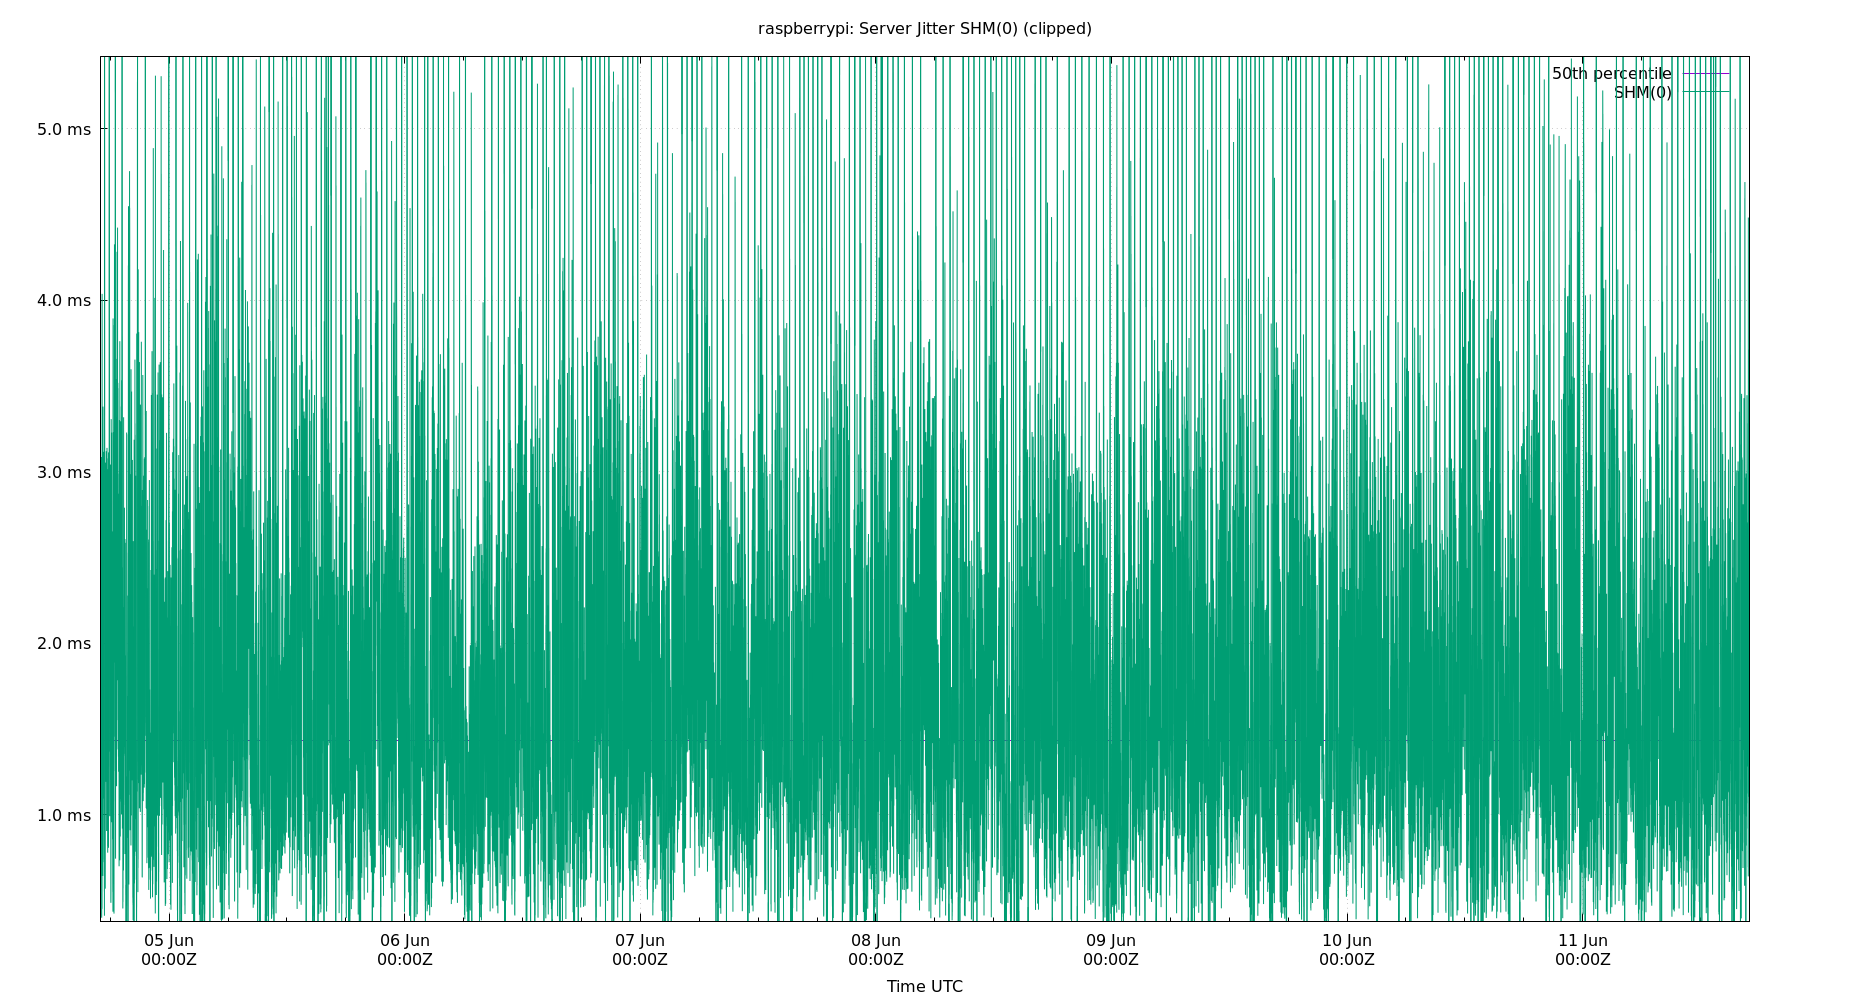 raspberrypi: Server Jitter SHM(0) (clipped)
50th percentile
SHM(0)
5.0 ms
4.0 ms
3.0 ms
2.0 ms
1.0 ms
05 Jun 06 Jun 07 Jun 08 Jun 09 Jun 10 Jun 11 Jun
00:00Z 00:00Z 00:00Z 00:00Z 00:00Z 00:00Z 00:00Z
Time UTC